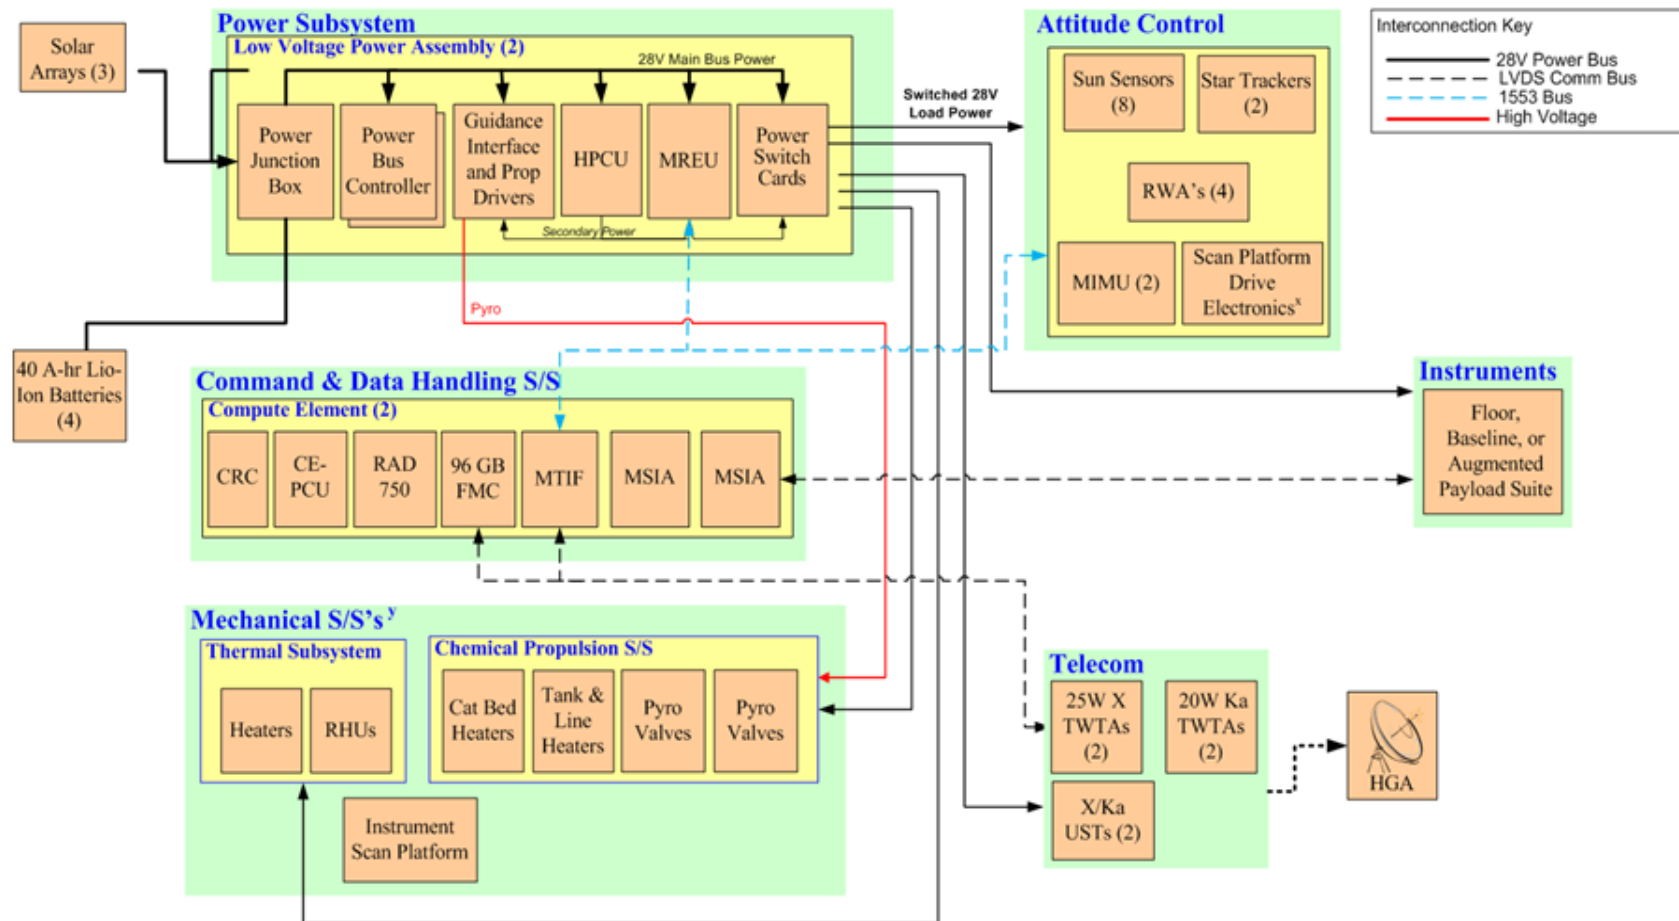 Solar
Arrays (3)
Power Subsystem
Low Voltage Power Assembly (2)
28V Main Bus Power
Power
Junction
Box
Power
Bus
Controller
Guidance
Interface
and Prop
Drivers
HPCU
MREU
Power
Switch
Cards
Secondary Power
Switched 28V
Load Power
Attitude Control
Sun Sensors
(8)
Star Trackers
(2)
RWA's (4)
MIMU (2)
Scan Platform
Drive
Electronicsˣ
Interconnection Key
28V Power Bus
LVDS Comm Bus
1553 Bus
High Voltage
Pyro
40 A-hr Lio-
Ion Batteries
(4)
Command & Data Handling S/S
Compute Element (2)
CRC
CE-
PCU
RAD
750
96 GB
FMC
MTIF
MSIA
MSIA
Instruments
Floor,
Baseline, or
Augmented
Payload Suite
Mechanical S/S's ʸ
Thermal Subsystem
Heaters
RHUs
Chemical Propulsion S/S
Cat Bed
Heaters
Tank &
Line
Heaters
Pyro
Valves
Pyro
Valves
Instrument
Scan Platform
Telecom
25W X
TWTAs
(2)
20W Ka
TWTAs
(2)
X/Ka
USTs (2)
HGA